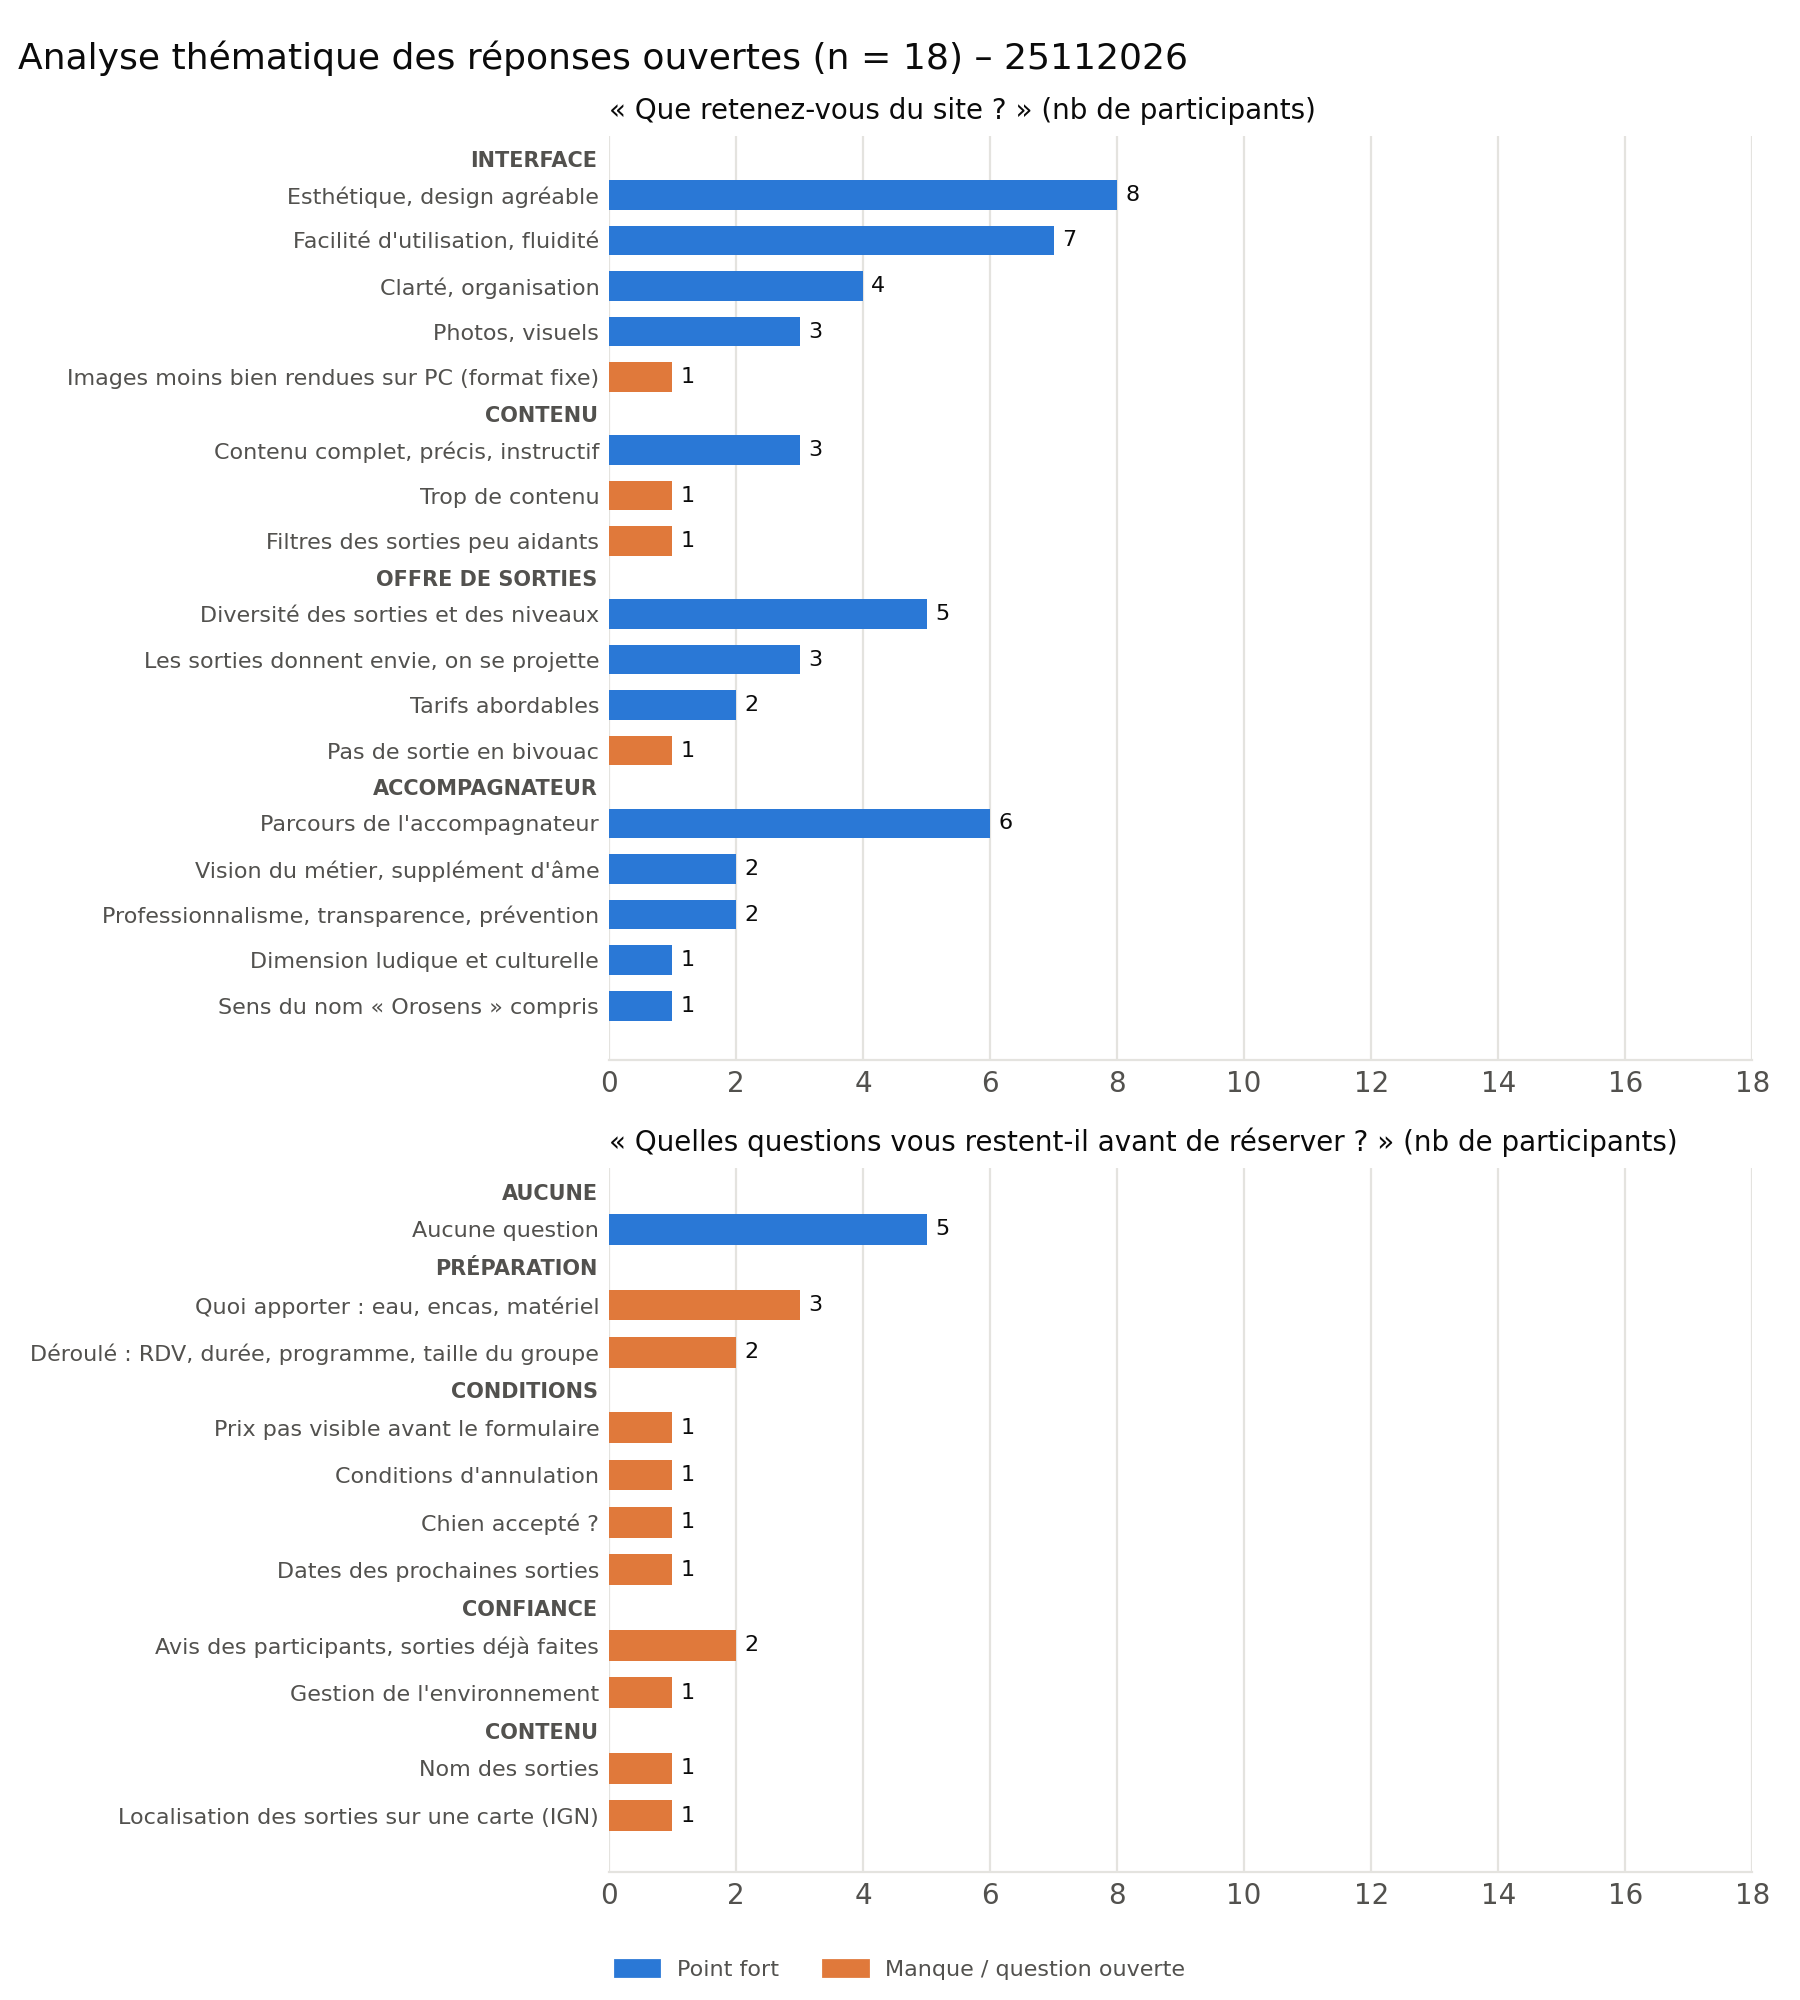 Analyse thématique des réponses ouvertes (n = 18) – 25112026
« Que retenez-vous du site ? » (nb de participants)
INTERFACE
Esthétique, design agréable 8
Facilité d'utilisation, fluidité 7
Clarté, organisation 4
Photos, visuels 3
Images moins bien rendues sur PC (format fixe) 1
CONTENU
Contenu complet, précis, instructif 3
Trop de contenu 1
Filtres des sorties peu aidants 1
OFFRE DE SORTIES
Diversité des sorties et des niveaux 5
Les sorties donnent envie, on se projette 3
Tarifs abordables 2
Pas de sortie en bivouac 1
ACCOMPAGNATEUR
Parcours de l'accompagnateur 6
Vision du métier, supplément d'âme 2
Professionnalisme, transparence, prévention 2
Dimension ludique et culturelle 1
Sens du nom « Orosens » compris 1
0 2 4 6 8 10 12 14 16 18
« Quelles questions vous restent-il avant de réserver ? » (nb de participants)
AUCUNE
Aucune question 5
PRÉPARATION
Quoi apporter : eau, encas, matériel 3
Déroulé : RDV, durée, programme, taille du groupe 2
CONDITIONS
Prix pas visible avant le formulaire 1
Conditions d'annulation 1
Chien accepté ? 1
Dates des prochaines sorties 1
CONFIANCE
Avis des participants, sorties déjà faites 2
Gestion de l'environnement 1
CONTENU
Nom des sorties 1
Localisation des sorties sur une carte (IGN) 1
0 2 4 6 8 10 12 14 16 18
Point fort Manque / question ouverte